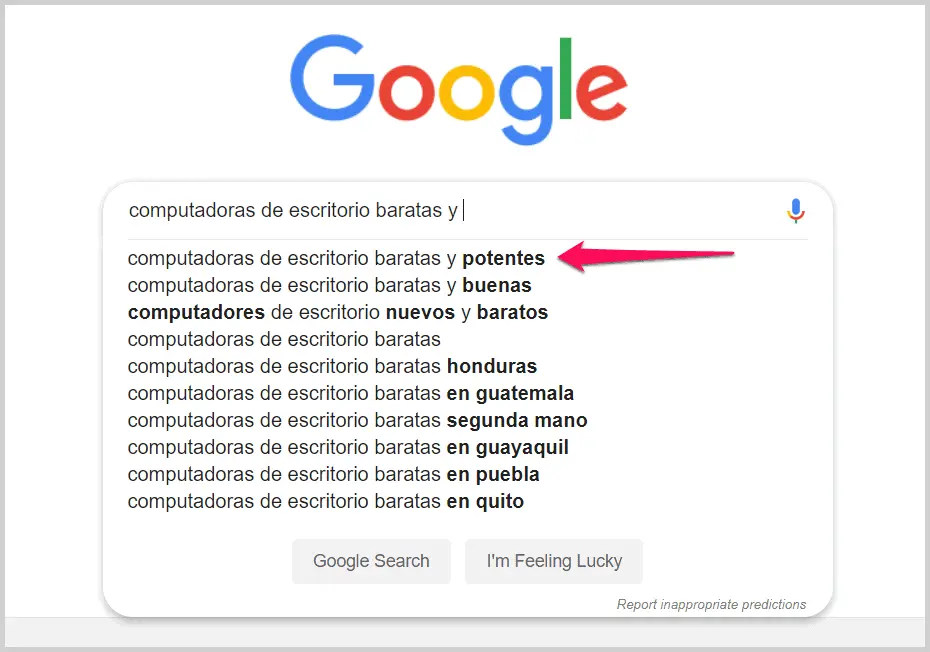 Google
computadoras de escritorio baratas y
computadoras de escritorio baratas y potentes
computadoras de escritorio baratas y buenas
computadores de escritorio nuevos y baratos
computadoras de escritorio baratas
computadoras de escritorio baratas honduras
computadoras de escritorio baratas en guatemala
computadoras de escritorio baratas segunda mano
computadoras de escritorio baratas en guayaquil
computadoras de escritorio baratas en puebla
computadoras de escritorio baratas en quito
Google Search I'm Feeling Lucky
Report inappropriate predictions